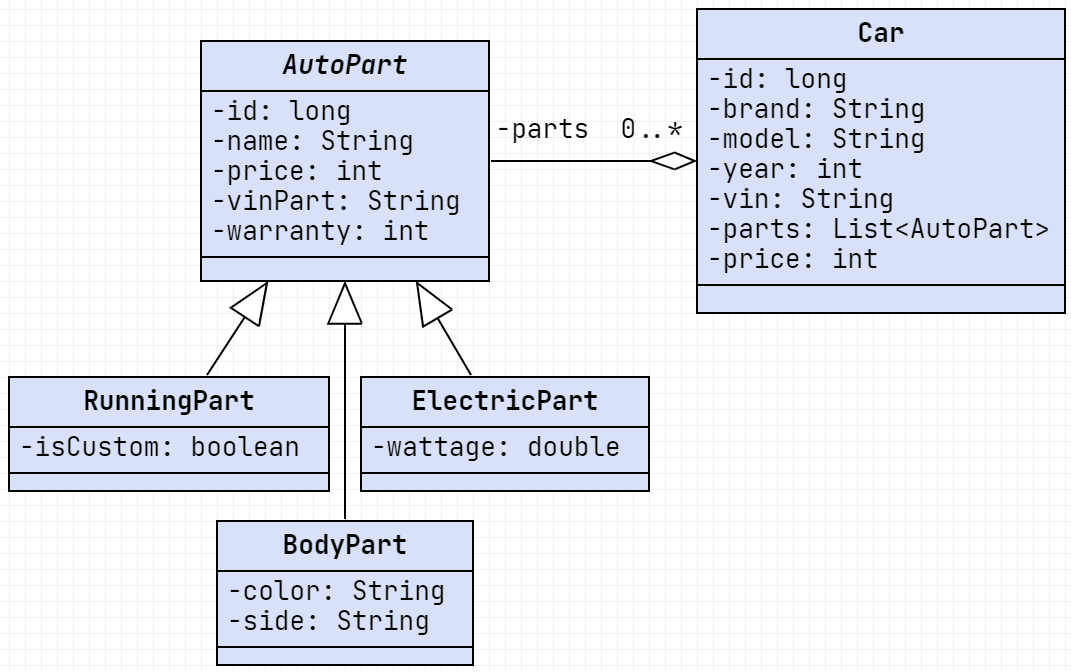 AutoPart
-id: long
-name: String
-price: int
-vinPart: String
-warranty: int
-parts 0..*
Car
-id: long
-brand: String
-model: String
-year: int
-vin: String
-parts: List<AutoPart>
-price: int
RunningPart
-isCustom: boolean
ElectricPart
-wattage: double
BodyPart
-color: String
-side: String